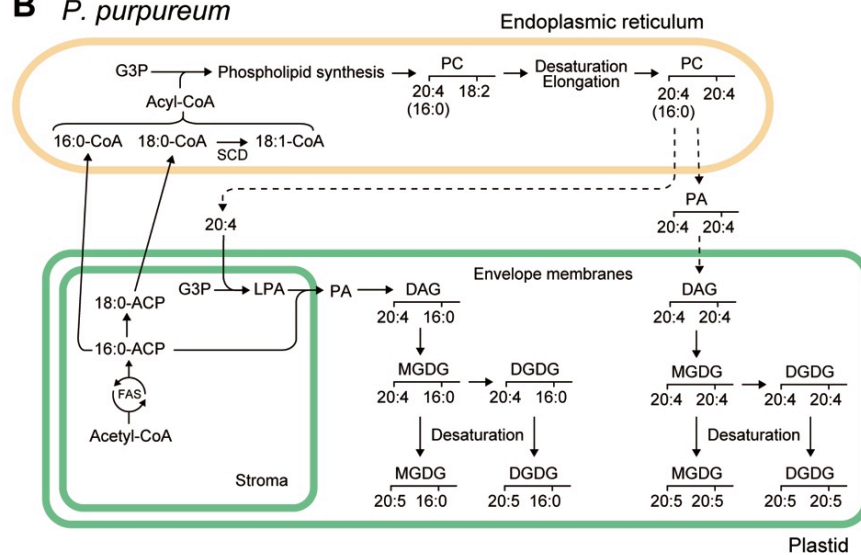 B P. purpureum
Endoplasmic reticulum
G3P Phospholipid synthesis PC Desaturation Elongation PC
20:4 18:2 20:4 20:4
(16:0) (16:0)
Acyl-CoA
16:0-CoA 18:0-CoA SCD 18:1-CoA
20:4
PA
20:4 20:4
Envelope membranes
G3P LPA PA DAG DAG
20:4 16:0 20:4 20:4
18:0-ACP
16:0-ACP
MGDG DGDG MGDG DGDG
20:4 16:0 20:4 16:0 20:4 20:4 20:4 20:4
FAS
Acetyl-CoA
Desaturation Desaturation
MGDG DGDG MGDG DGDG
20:5 16:0 20:5 16:0 20:5 20:5 20:5 20:5
Stroma
Plastid